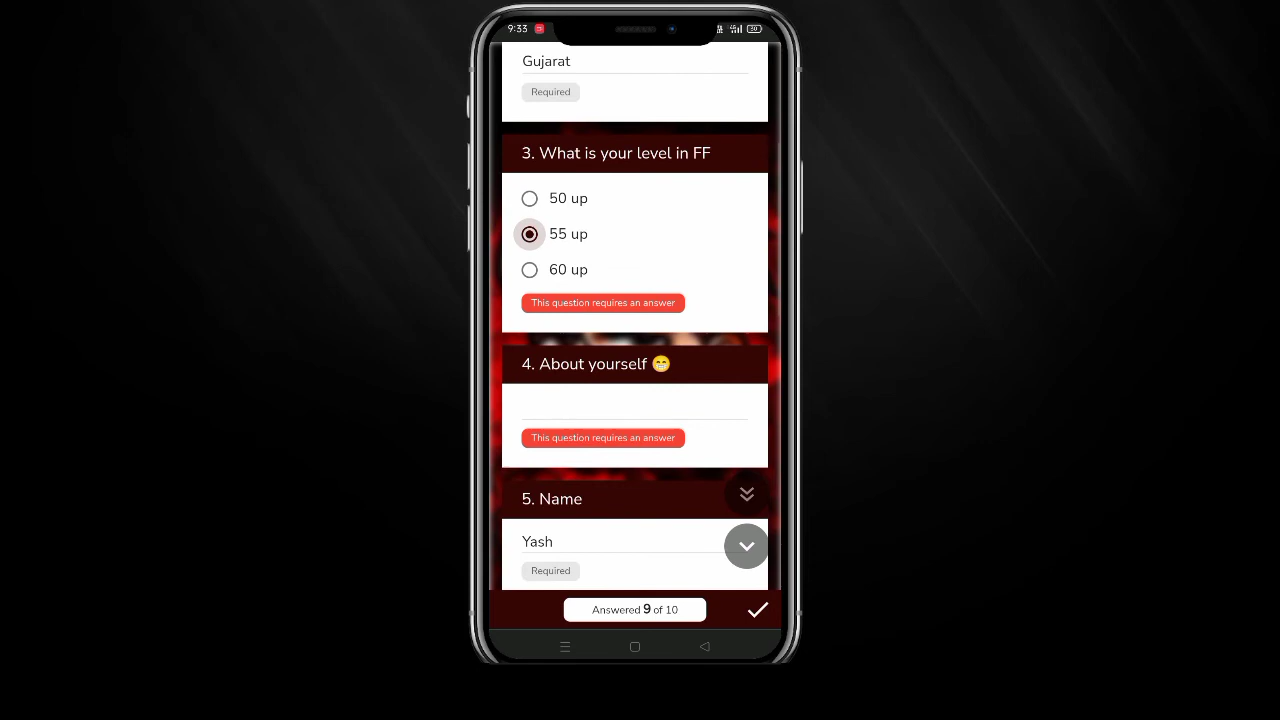 9:33
30
Gujarat
Required
3. What is your level in FF
50 up
55 up
60 up
This question requires an answer
4. About yourself 😁
This question requires an answer
5. Name
Yash
Required
Answered 9 of 10